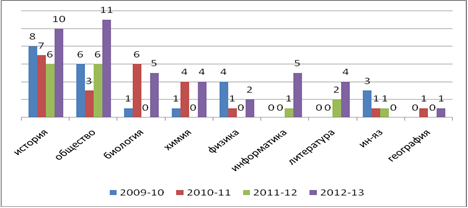 8 7 6 10
6 3 6 11
1 6 0 5
1 4 0 4
4 1 0 2
0 0 1 5
0 0 2 4
3 1 1 0
0 1 0 1
история
общество
биология
химия
физика
информатика
литература
ин-яз
география
2009-10 2010-11 2011-12 2012-13